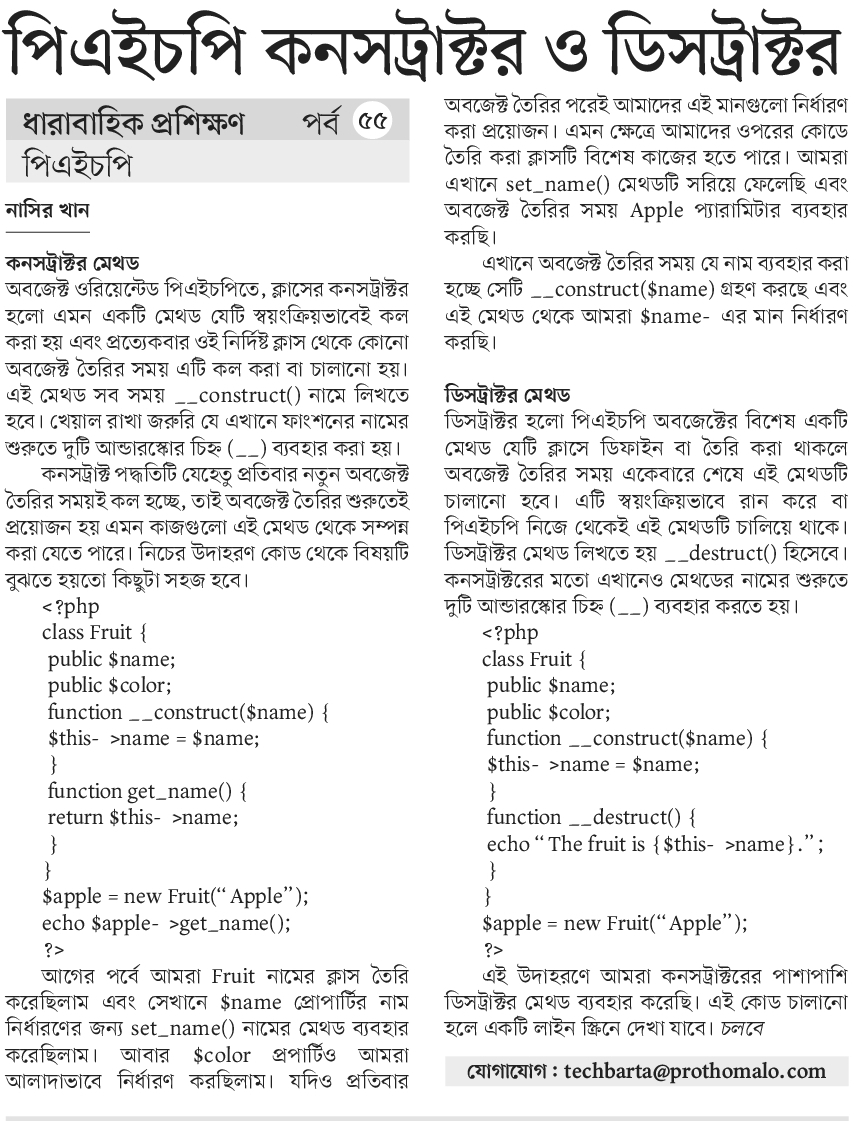 পিএইচপি কনসট্রাক্টর ও ডিসট্রাক্টর
ধারাবাহিক প্রশিক্ষণ পর্ব ৫৫
পিএইচপি
নাসির খান
কনসট্রাক্টর মেথড
অবজেক্ট ওরিয়েন্টেড পিএইচপিতে, ক্লাসের কনসট্রাক্টর
হলো এমন একটি মেথড যেটি স্বয়ংক্রিয়ভাবেই কল
করা হয় এবং প্রত্যেকবার ওই নির্দিষ্ট ক্লাস থেকে কোনো
অবজেক্ট তৈরির সময় এটি কল করা বা চালানো হয়।
এই মেথড সব সময় __construct() নামে লিখতে
হবে। খেয়াল রাখা জরুরি যে এখানে ফাংশনের নামের
শুরুতে দুটি আন্ডারস্কোর চিহ্ন (__) ব্যবহার করা হয়।
কনসট্রাক্ট পদ্ধতিটি যেহেতু প্রতিবার নতুন অবজেক্ট
তৈরির সময়ই কল হচ্ছে, তাই অবজেক্ট তৈরির শুরুতেই
প্রয়োজন হয় এমন কাজগুলো এই মেথড থেকে সম্পন্ন
করা যেতে পারে। নিচের উদাহরণ কোড থেকে বিষয়টি
বুঝতে হয়তো কিছুটা সহজ হবে।
<?php
class Fruit {
public $name;
public $color;
function __construct($name) {
$this- >name = $name;
}
function get_name() {
return $this- >name;
}
}
$apple = new Fruit(“Apple”);
echo $apple- >get_name();
?>
আগের পর্বে আমরা Fruit নামের ক্লাস তৈরি
করেছিলাম এবং সেখানে $name প্রোপার্টির নাম
নির্ধারণের জন্য set_name() নামের মেথড ব্যবহার
করেছিলাম। আবার $color প্রপার্টিও আমরা
আলাদাভাবে নির্ধারণ করছিলাম। যদিও প্রতিবার
অবজেক্ট তৈরির পরেই আমাদের এই মানগুলো নির্ধারণ
করা প্রয়োজন। এমন ক্ষেত্রে আমাদের ওপরের কোডে
তৈরি করা ক্লাসটি বিশেষ কাজের হতে পারে। আমরা
এখানে set_name() মেথডটি সরিয়ে ফেলেছি এবং
অবজেক্ট তৈরির সময় Apple প্যারামিটার ব্যবহার
করছি।
এখানে অবজেক্ট তৈরির সময় যে নাম ব্যবহার করা
হচ্ছে সেটি __construct($name) গ্রহণ করছে এবং
এই মেথড থেকে আমরা $name- এর মান নির্ধারণ
করছি।
ডিসট্রাক্টর মেথড
ডিসট্রাক্টর হলো পিএইচপি অবজেক্টের বিশেষ একটি
মেথড যেটি ক্লাসে ডিফাইন বা তৈরি করা থাকলে
অবজেক্ট তৈরির সময় একেবারে শেষে এই মেথডটি
চালানো হবে। এটি স্বয়ংক্রিয়ভাবে রান করে বা
পিএইচপি নিজে থেকেই এই মেথডটি চালিয়ে থাকে।
ডিসট্রাক্টর মেথড লিখতে হয় __destruct() হিসেবে।
কনসট্রাক্টরের মতো এখানেও মেথডের নামের শুরুতে
দুটি আন্ডারস্কোর চিহ্ন (__) ব্যবহার করতে হয়।
<?php
class Fruit {
public $name;
public $color;
function __construct($name) {
$this- >name = $name;
}
function __destruct() {
echo “The fruit is {$this- >name}.”;
}
}
$apple = new Fruit(“Apple”);
?>
এই উদাহরণে আমরা কনসট্রাক্টরের পাশাপাশি
ডিসট্রাক্টর মেথড ব্যবহার করেছি। এই কোড চালানো
হলে একটি লাইন স্ক্রিনে দেখা যাবে। চলবে
যোগাযোগ : techbarta@prothomalo.com